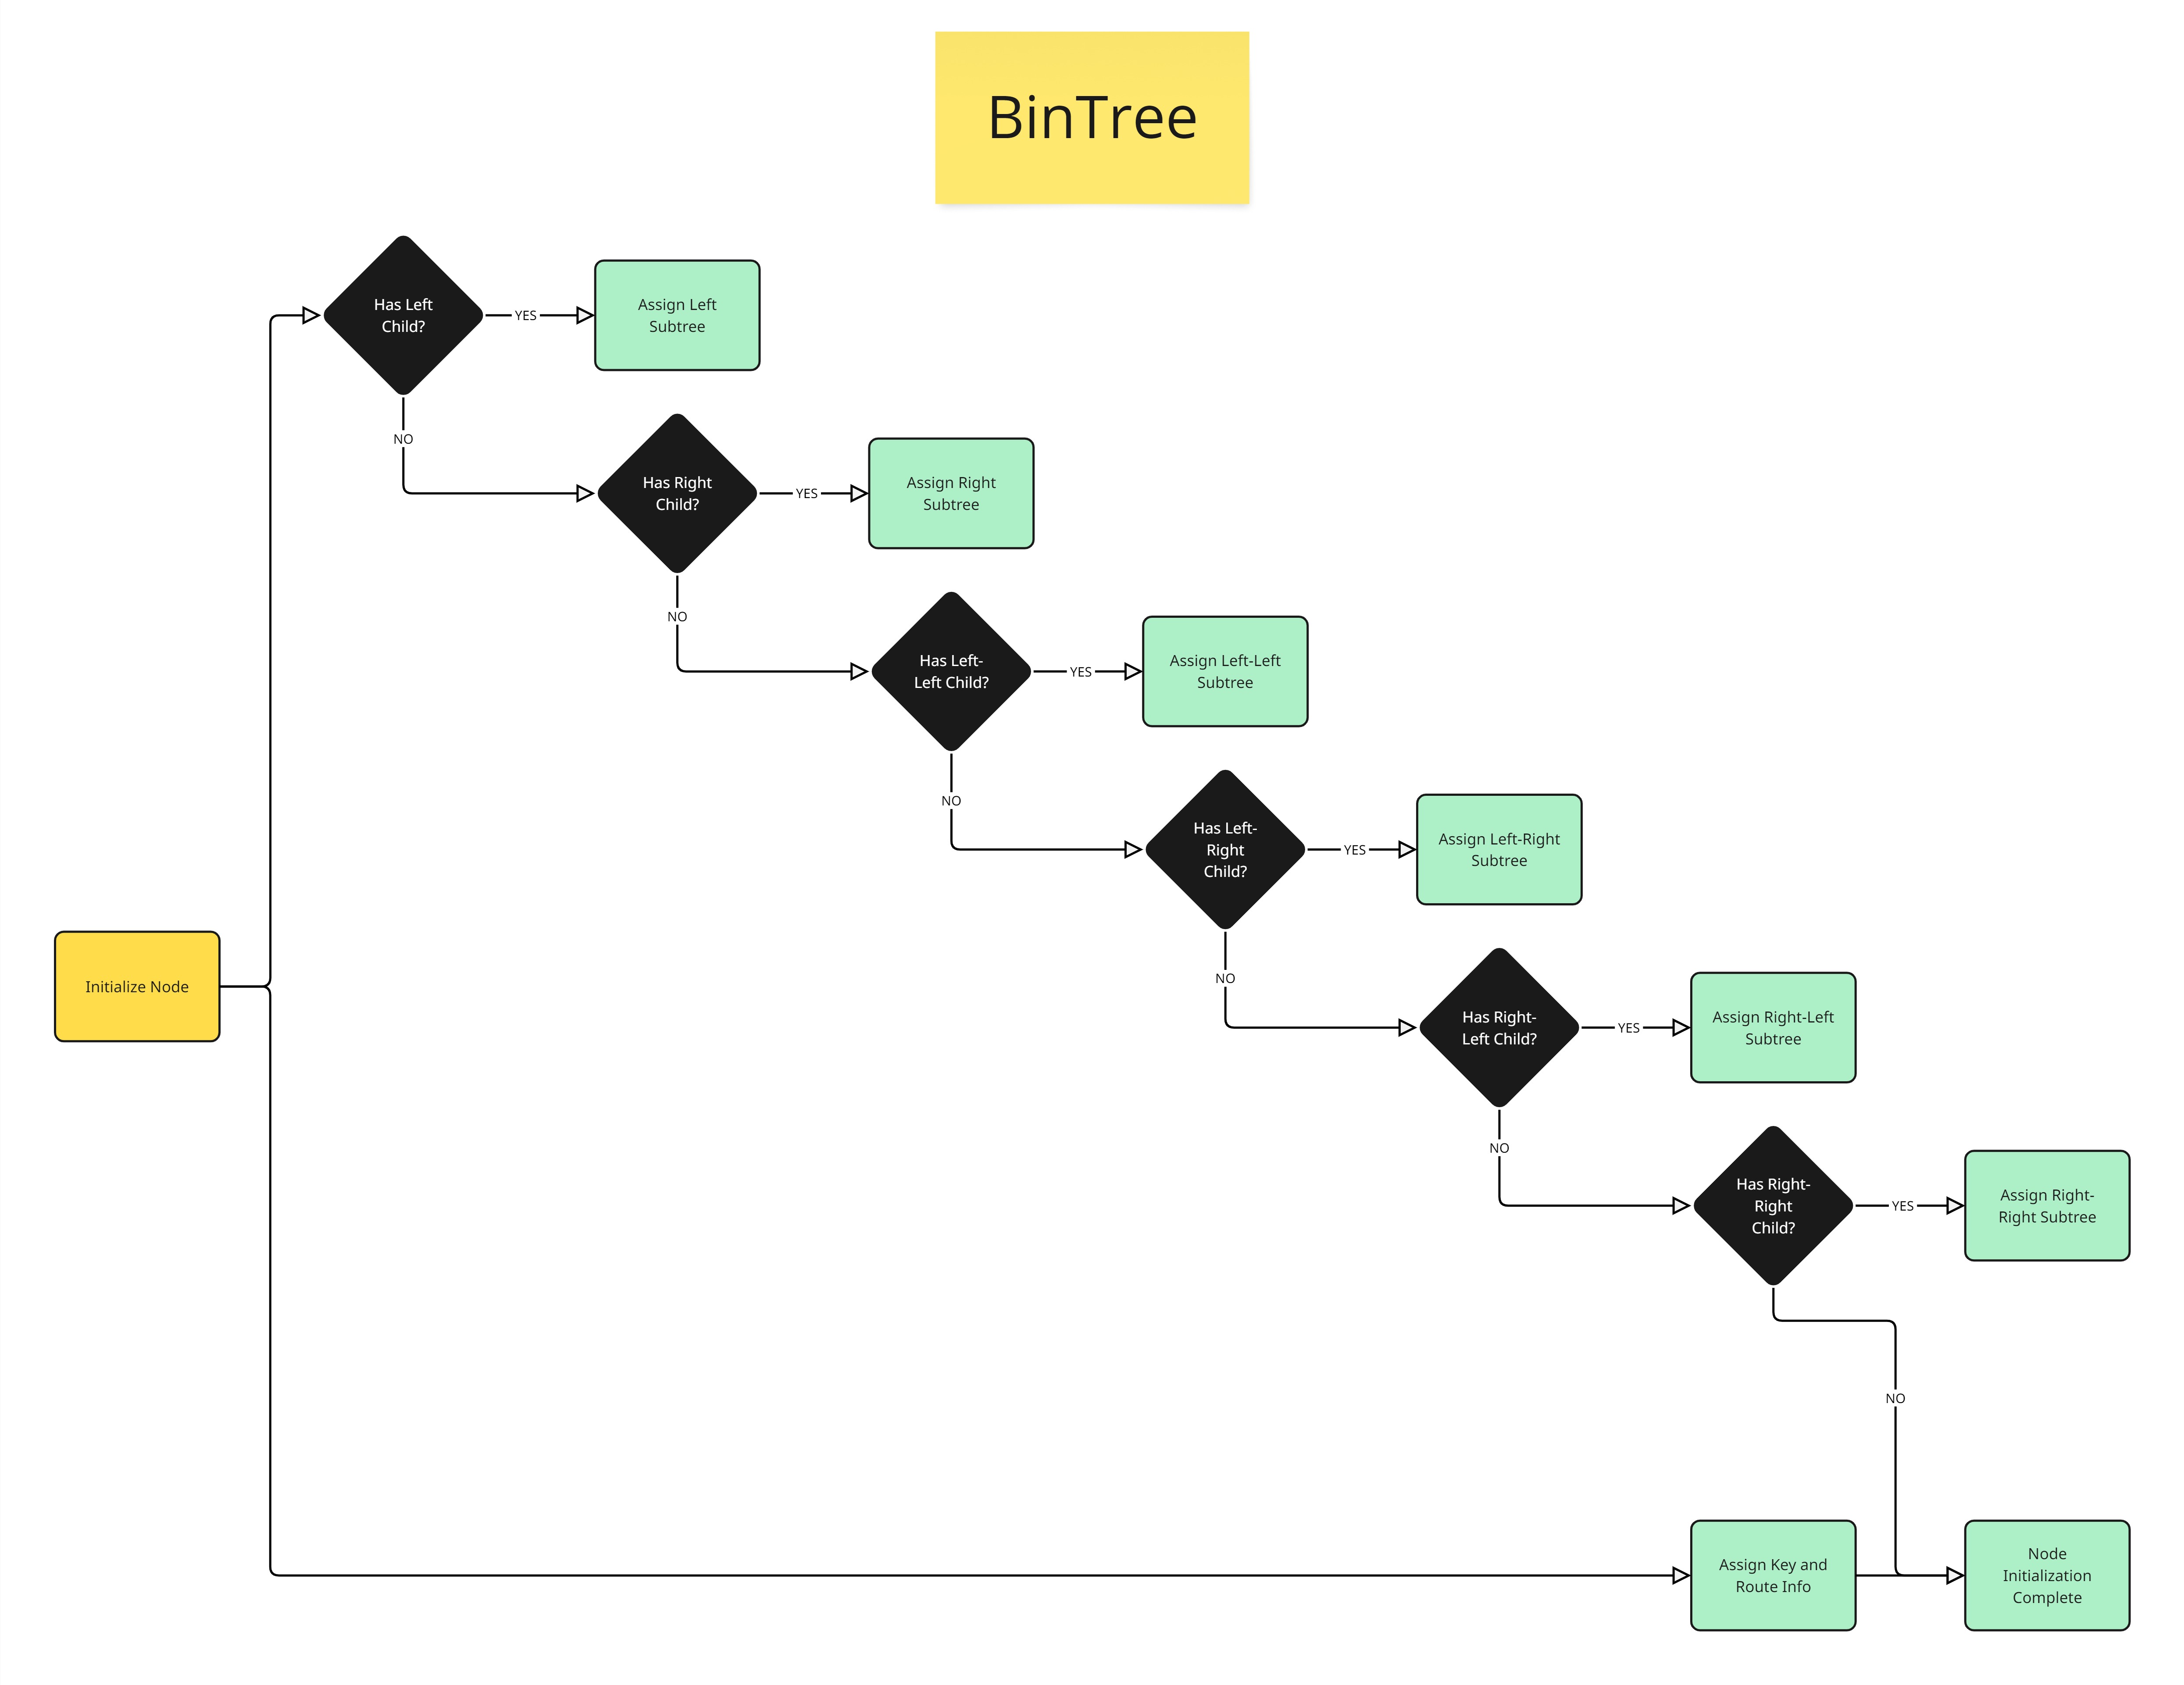 BinTree
Has Left
Child?
YES
Assign Left
Subtree
NO
Has Right
Child?
YES
Assign Right
Subtree
NO
Has Left-
Left Child?
YES
Assign Left-Left
Subtree
NO
Has Left-
Right
Child?
YES
Assign Left-Right
Subtree
Initialize Node
NO
Has Right-
Left Child?
YES
Assign Right-Left
Subtree
NO
Has Right-
Right
Child?
YES
Assign Right-
Right Subtree
NO
Assign Key and
Route Info
Node
Initialization
Complete